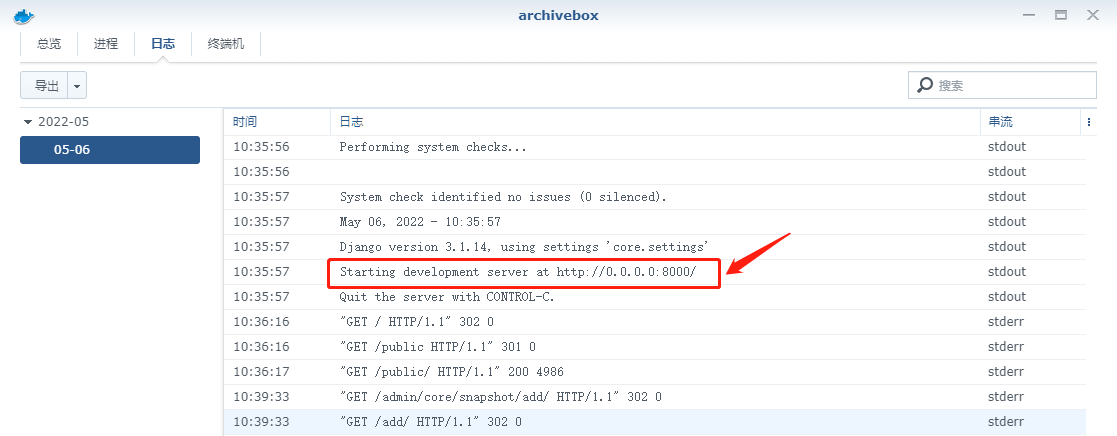 archivebox
总览 进程 日志 终端机
导出 搜索
2022-05
05-06
时间 日志 串流
10:35:56 Performing system checks... stdout
10:35:56 stdout
10:35:57 System check identified no issues (0 silenced). stdout
10:35:57 May 06, 2022 - 10:35:57 stdout
10:35:57 Django version 3.1.14, using settings 'core.settings' stdout
10:35:57 Starting development server at http://0.0.0.0:8000/ stdout
10:35:57 Quit the server with CONTROL-C. stdout
10:36:16 "GET / HTTP/1.1" 302 0 stderr
10:36:16 "GET /public HTTP/1.1" 301 0 stderr
10:36:17 "GET /public/ HTTP/1.1" 200 4986 stderr
10:39:33 "GET /admin/core/snapshot/add/ HTTP/1.1" 302 0 stderr
10:39:33 "GET /add/ HTTP/1.1" 302 0 stderr